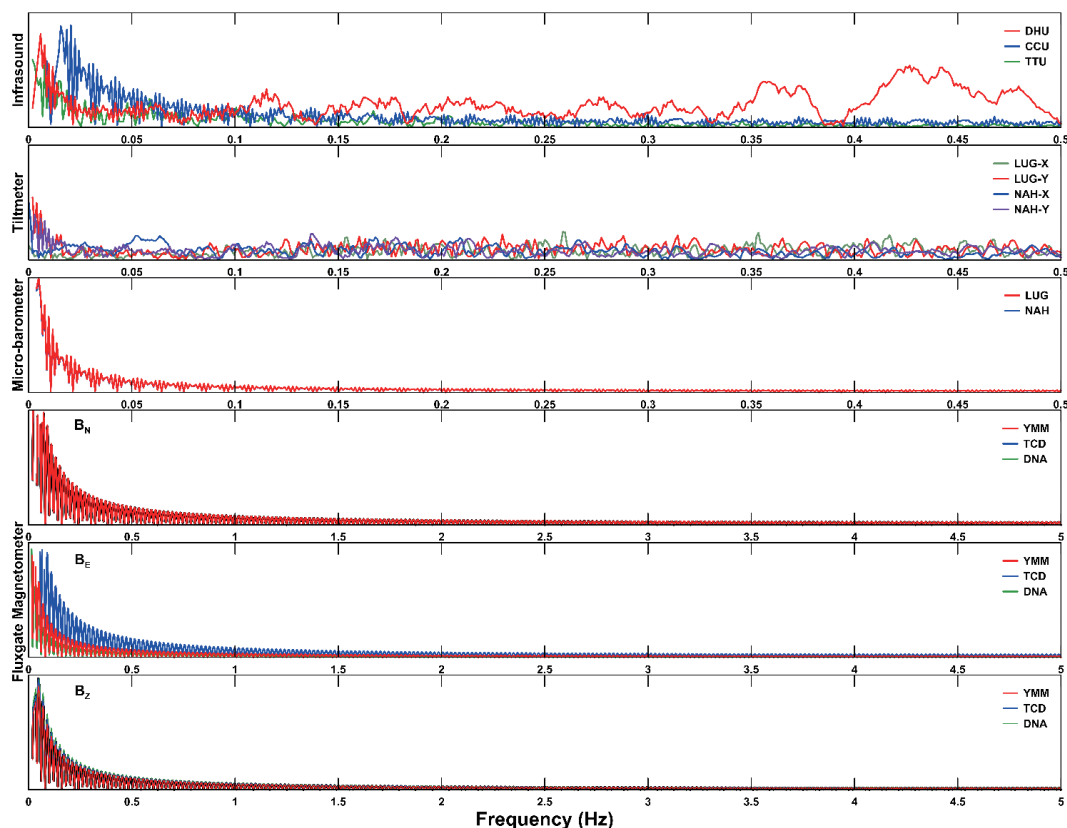 Infrasound
DHU
CCU
TTU
0 0.05 0.1 0.15 0.2 0.25 0.3 0.35 0.4 0.45 0.5
Tiltmeter
LUG-X
LUG-Y
NAH-X
NAH-Y
0 0.05 0.1 0.15 0.2 0.25 0.3 0.35 0.4 0.45 0.5
Micro-barometer
LUG
NAH
0 0.05 0.1 0.15 0.2 0.25 0.3 0.35 0.4 0.45 0.5
Fluxgate Magnetometer
B_N
YMM
TCD
DNA
0 0.5 1 1.5 2 2.5 3 3.5 4 4.5 5
B_E
YMM
TCD
DNA
0 0.5 1 1.5 2 2.5 3 3.5 4 4.5 5
B_Z
YMM
TCD
DNA
0 0.5 1 1.5 2 2.5 3 3.5 4 4.5 5
Frequency (Hz)